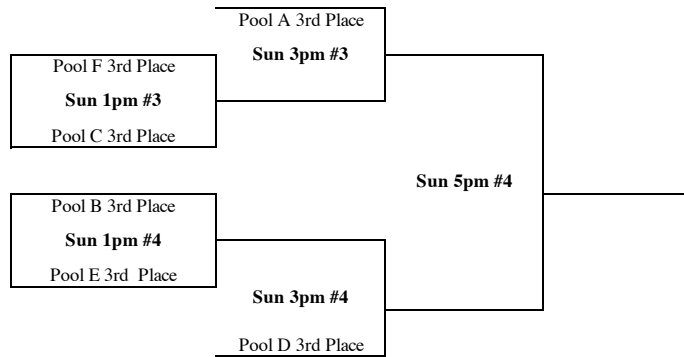 Pool A 3rd Place
Sun 3pm #3
Pool F 3rd Place
Sun 1pm #3
Pool C 3rd Place
Sun 5pm #4
Pool B 3rd Place
Sun 1pm #4
Pool E 3rd Place
Sun 3pm #4
Pool D 3rd Place